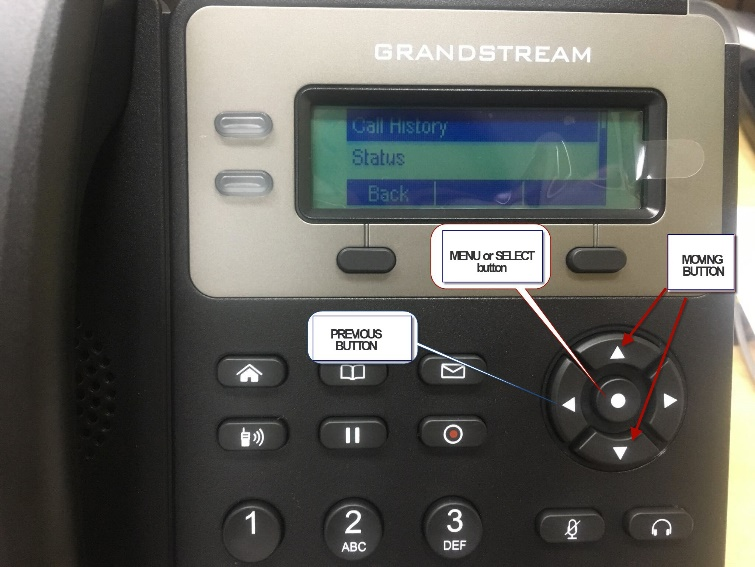 GRANDSTREAM
Call History
Status
Back
MENU or SELECT
button
MOVING
BUTTON
PREVIOUS
BUTTON
1
2
ABC
3
DEF